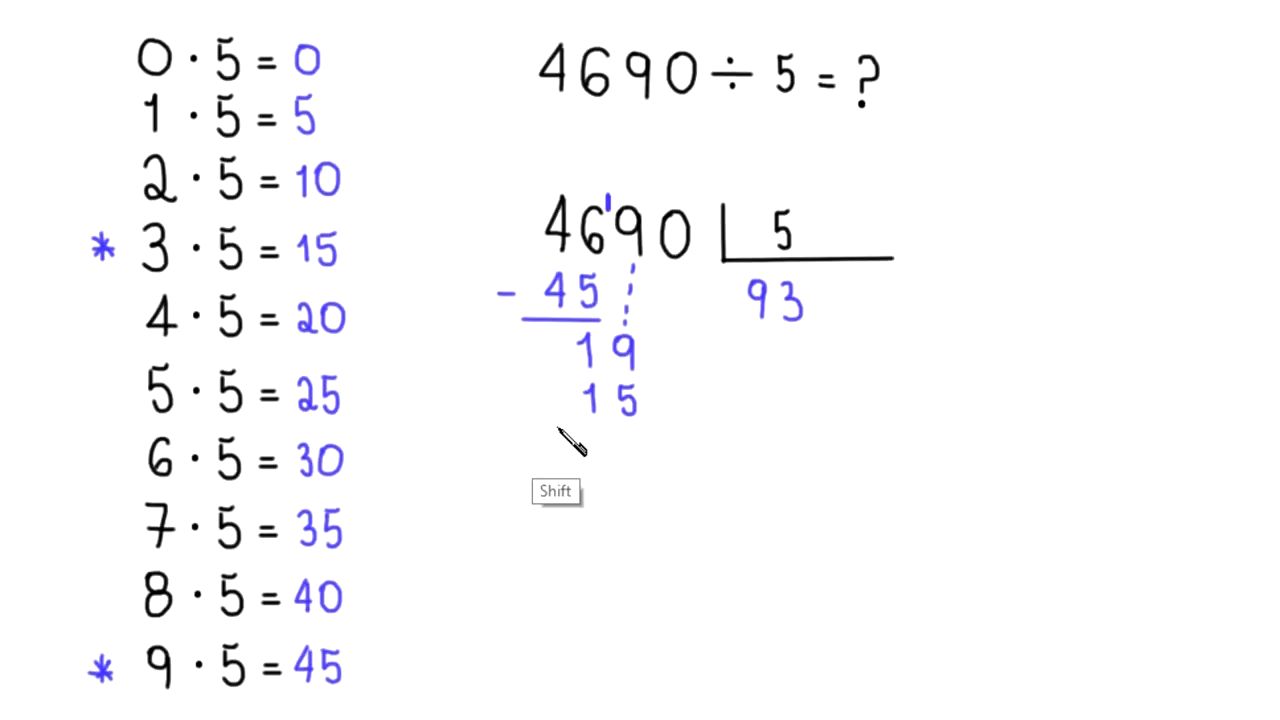 0 · 5 = 0
1 · 5 = 5
2 · 5 = 10
* 3 · 5 = 15
4 · 5 = 20
5 · 5 = 25
6 · 5 = 30
7 · 5 = 35
8 · 5 = 40
* 9 · 5 = 45
4690 ÷ 5 = ?
46'90 | 5
- 45 93
19
15
Shift